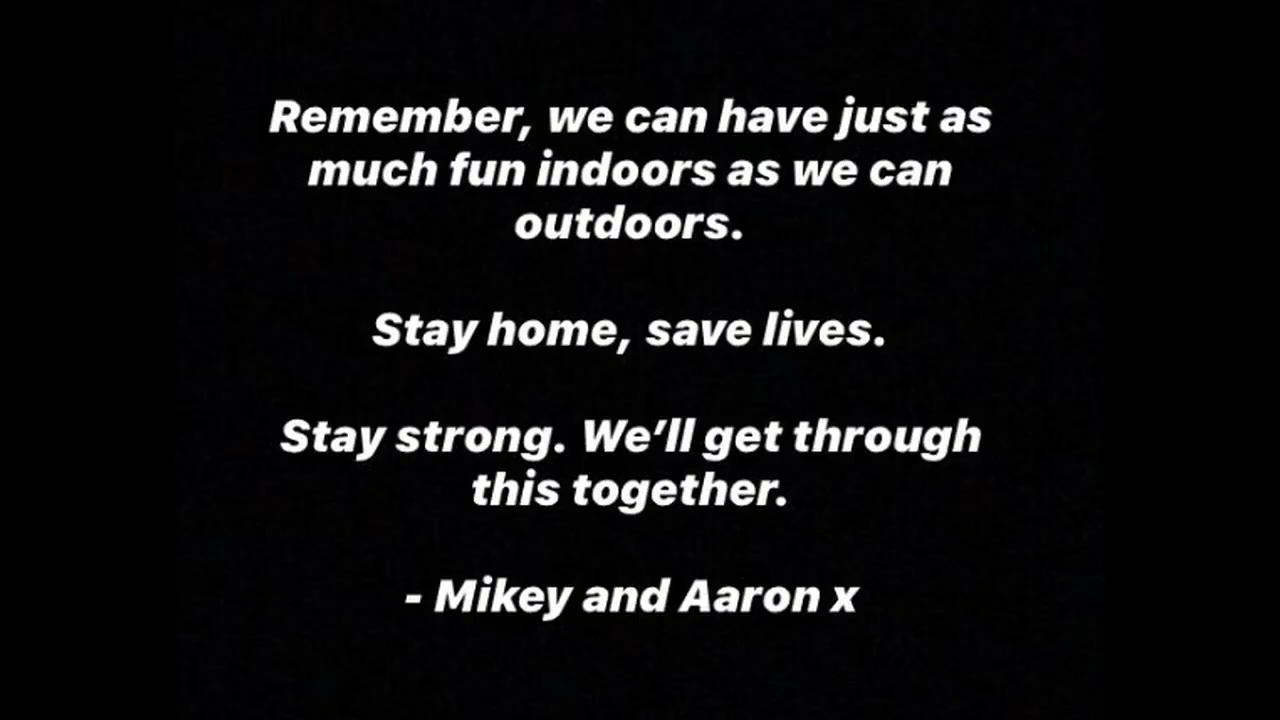 Remember, we can have just as
much fun indoors as we can
outdoors.
Stay home, save lives.
Stay strong. We’ll get through
this together.
- Mikey and Aaron x